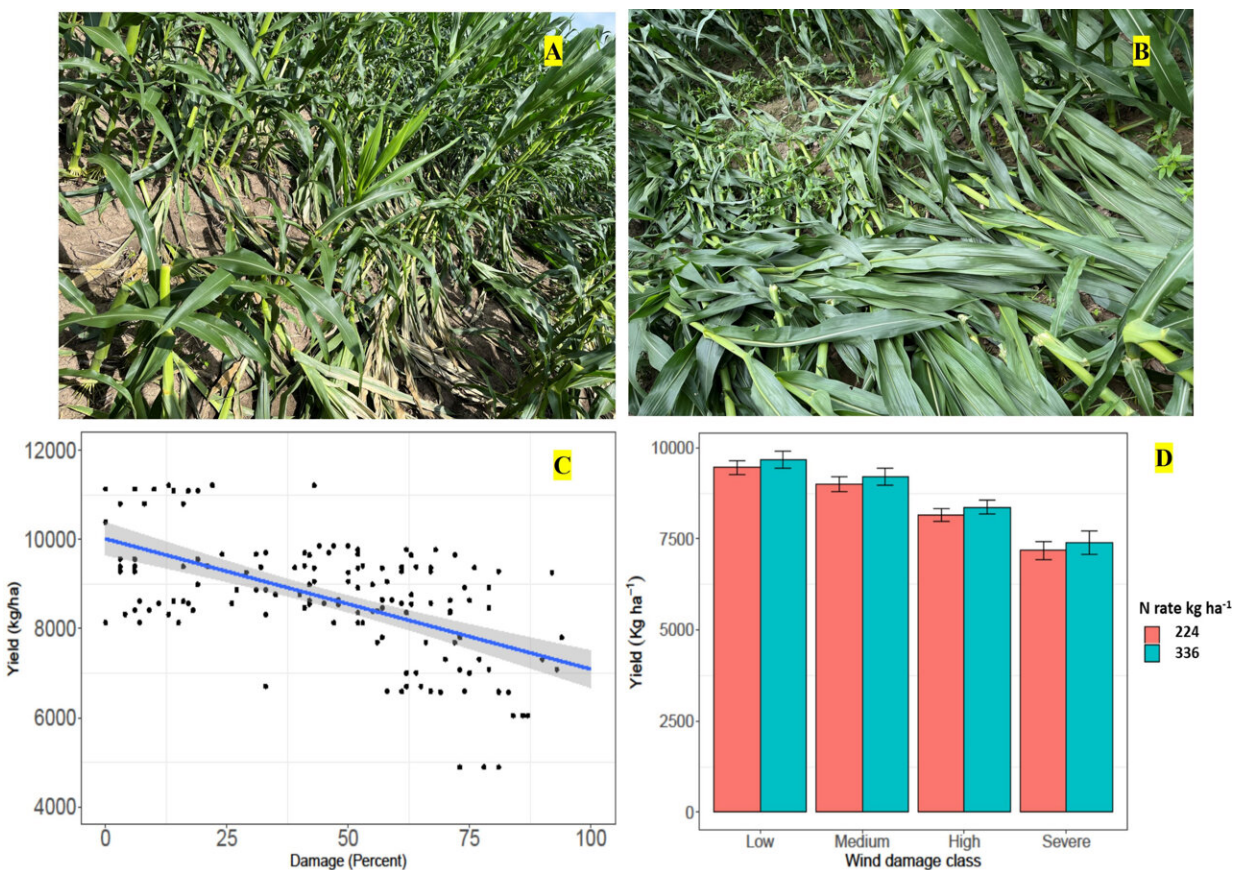 A
B
12000
10000
8000
6000
4000
Yield (kg/ha)
C
0
25
50
75
100
Damage (Percent)
10000
7500
5000
2500
0
Yield (Kg ha⁻¹)
D
Low
Medium
High
Severe
Wind damage class
N rate kg ha⁻¹
224
336